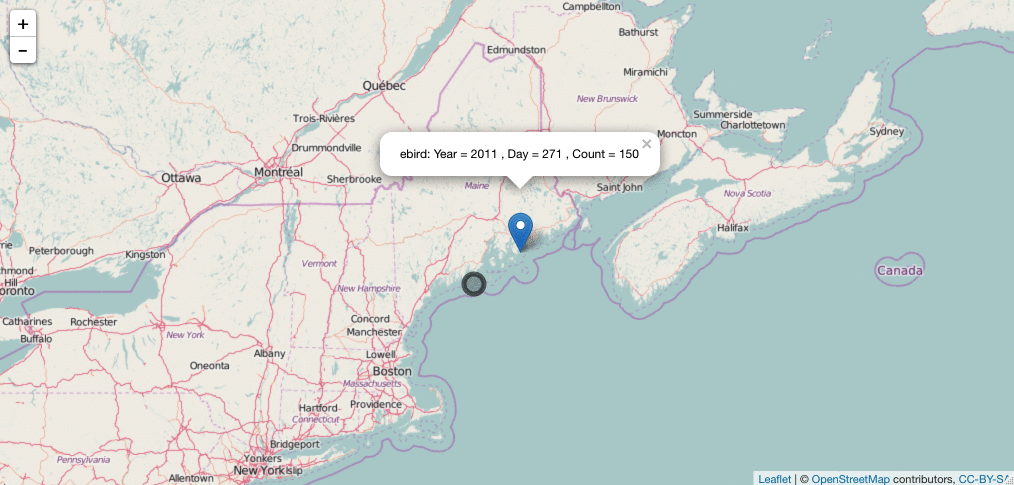 +
−
Campbellton
Bathurst
Edmundston
Miramichi
Québec
New Brunswick
Trois-Rivières
Summerside
Charlottetown
Sydney
Drummondville
Moncton
ebird: Year = 2011 , Day = 271 , Count = 150
×
Montréal
Ottawa
Sherbrooke
Maine
Saint John
Nova Scotia
Halifax
Peterborough
Kingston
Vermont
Canada
Hill
New Hampshire
Concord
Manchester
Catharines
Rochester
Buffalo
New York
Albany
Lowell
Oneonta
Boston
Massachusetts
Hartford
Providence
Connecticut
Bridgeport
Pennsylvania
Yonkers
New York
Allentown
Leaflet | © OpenStreetMap contributors, CC-BY-SA